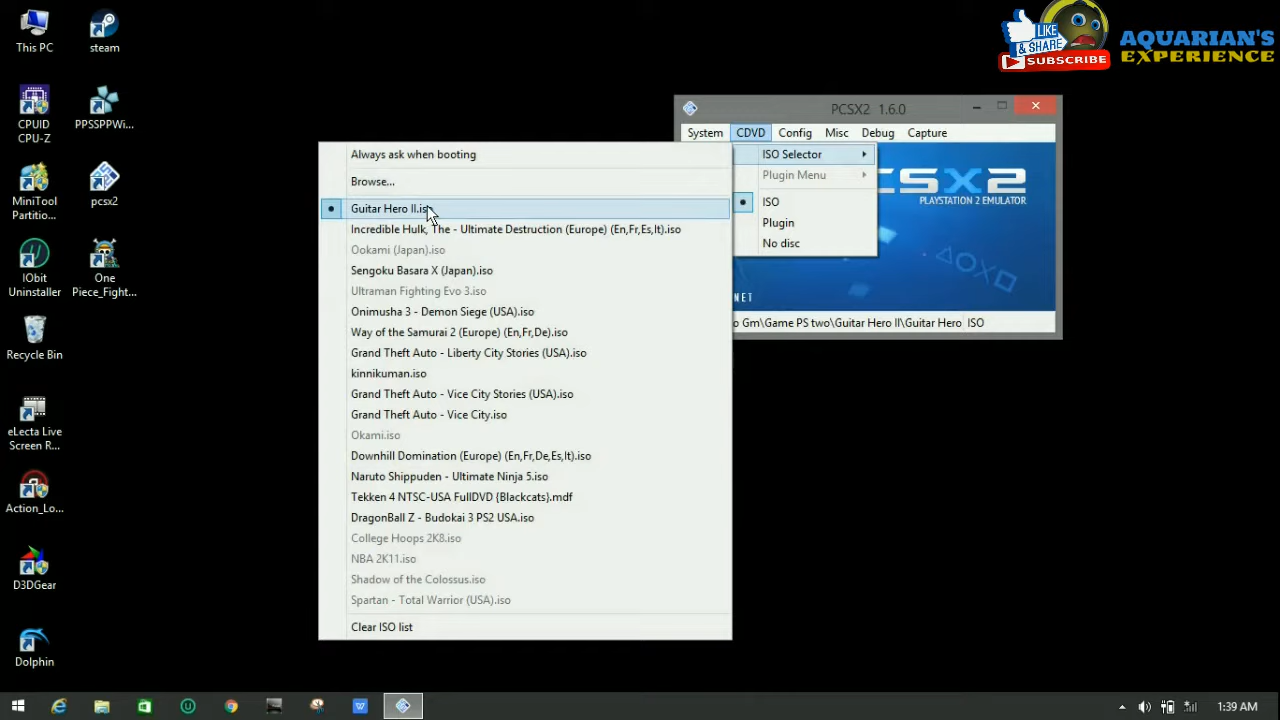 This PC
steam
CPUID
CPU-Z
PPSSPPWi...
MiniTool
Partitio...
pcsx2
IObit
Uninstaller
One
Piece_Fight...
Recycle Bin
eLecta Live
Screen R...
Action_Lo...
D3DGear
Dolphin
LIKE
& SHARE
SUBSCRIBE
AQUARIAN'S
EXPERIENCE
PCSX2 1.6.0
System CDVD Config Misc Debug Capture
ISO Selector
Plugin Menu
ISO
Plugin
No disc
CSX2
PLAYSTATION 2 EMULATOR
NET
o Gm\Game PS two\Guitar Hero II\Guitar Hero ISO
Always ask when booting
Browse...
Guitar Hero II.iso
Incredible Hulk, The - Ultimate Destruction (Europe) (En,Fr,Es,It).iso
Ookami (Japan).iso
Sengoku Basara X (Japan).iso
Ultraman Fighting Evo 3.iso
Onimusha 3 - Demon Siege (USA).iso
Way of the Samurai 2 (Europe) (En,Fr,De).iso
Grand Theft Auto - Liberty City Stories (USA).iso
kinnikuman.iso
Grand Theft Auto - Vice City Stories (USA).iso
Grand Theft Auto - Vice City.iso
Okami.iso
Downhill Domination (Europe) (En,Fr,De,Es,It).iso
Naruto Shippuden - Ultimate Ninja 5.iso
Tekken 4 NTSC-USA FullDVD {Blackcats}.mdf
DragonBall Z - Budokai 3 PS2 USA.iso
College Hoops 2K8.iso
NBA 2K11.iso
Shadow of the Colossus.iso
Spartan - Total Warrior (USA).iso
Clear ISO list
1:39 AM